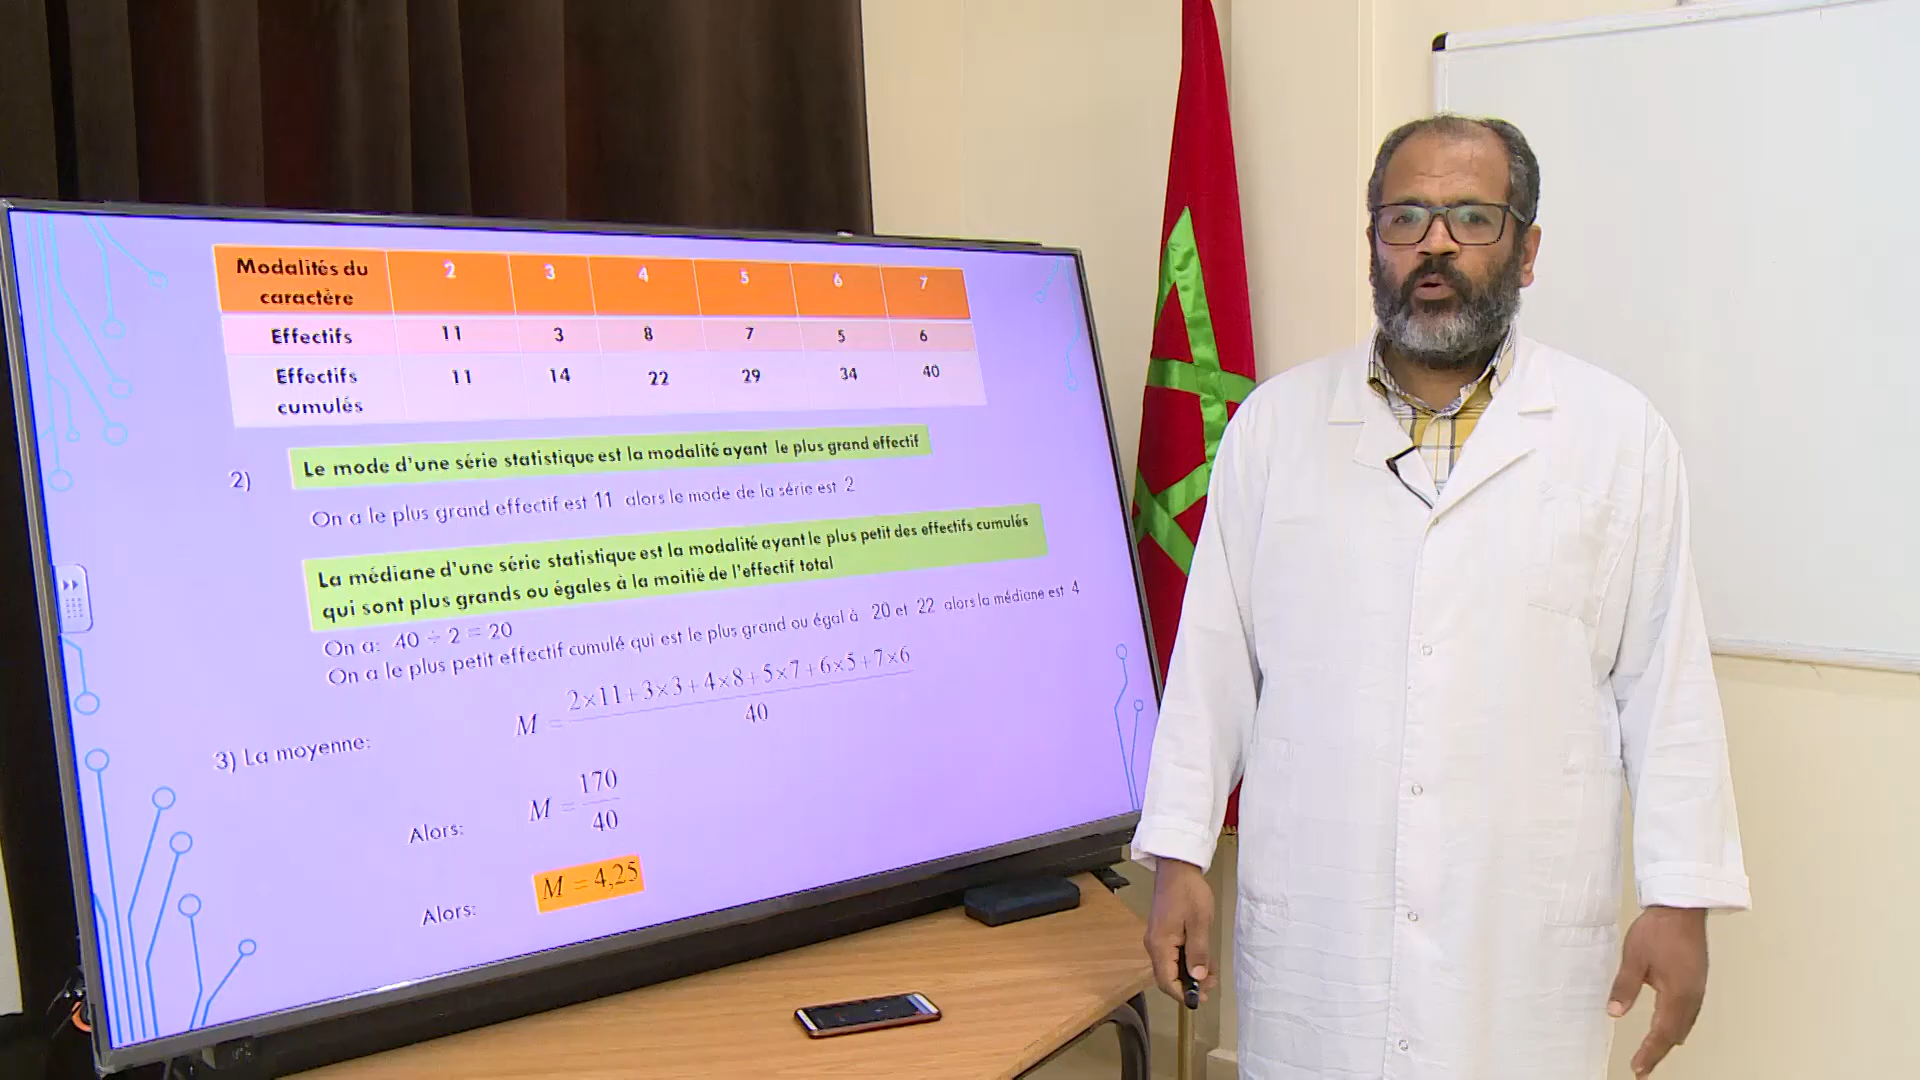 Modalités du caractère 2 3 4 5 6 7
Effectifs 11 3 8 7 5 6
Effectifs cumulés 11 14 22 29 34 40
2) Le mode d'une série statistique est la modalité ayant le plus grand effectif
On a le plus grand effectif est 11 alors le mode de la série est 2
La médiane d'une série statistique est la modalité ayant le plus petit des effectifs cumulés
qui sont plus grands ou égales à la moitié de l'effectif total
On a: 40 ÷ 2 = 20
On a le plus petit effectif cumulé qui est le plus grand ou égal à 20 et 22 alors la médiane est 4
3) La moyenne: M = (2×11+3×3+4×8+5×7+6×5+7×6)/40
Alors: M = 170/40
Alors: M = 4,25